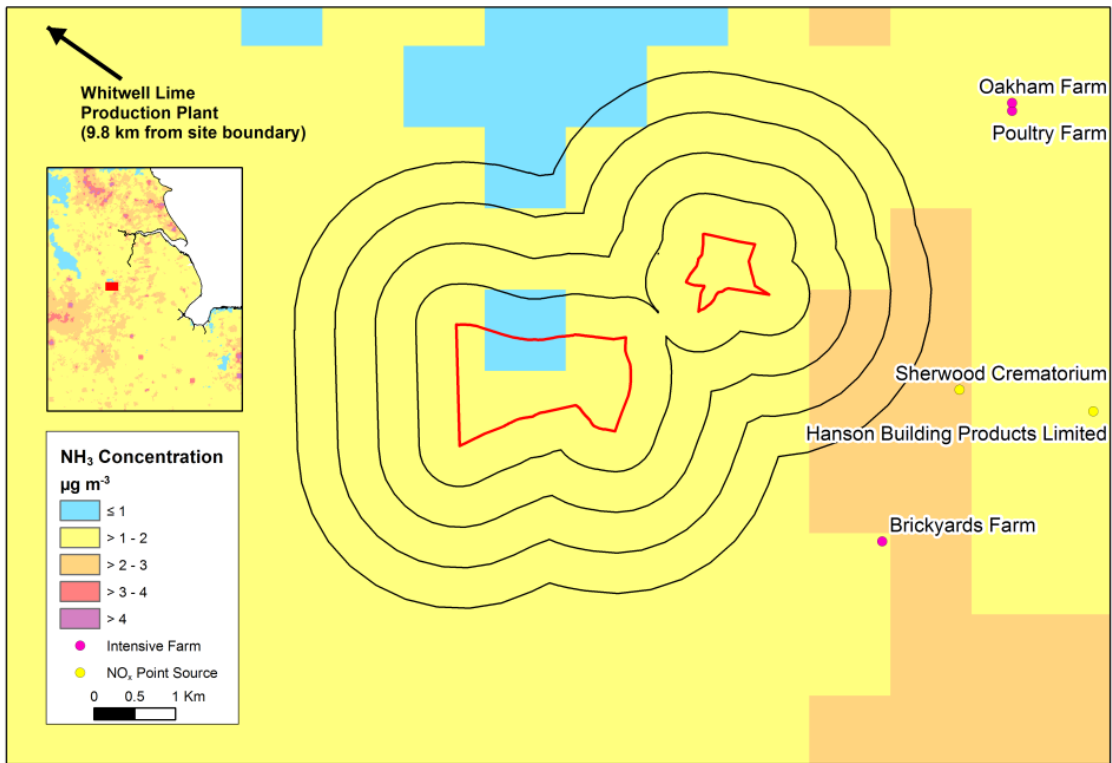 Whitwell Lime
Production Plant
(9.8 km from site boundary)
Oakham Farm
Poultry Farm
Sherwood Crematorium
Hanson Building Products Limited
Brickyards Farm
NH₃ Concentration
µg m⁻³
≤ 1
> 1 - 2
> 2 - 3
> 3 - 4
> 4
Intensive Farm
NOₓ Point Source
0 0.5 1 Km